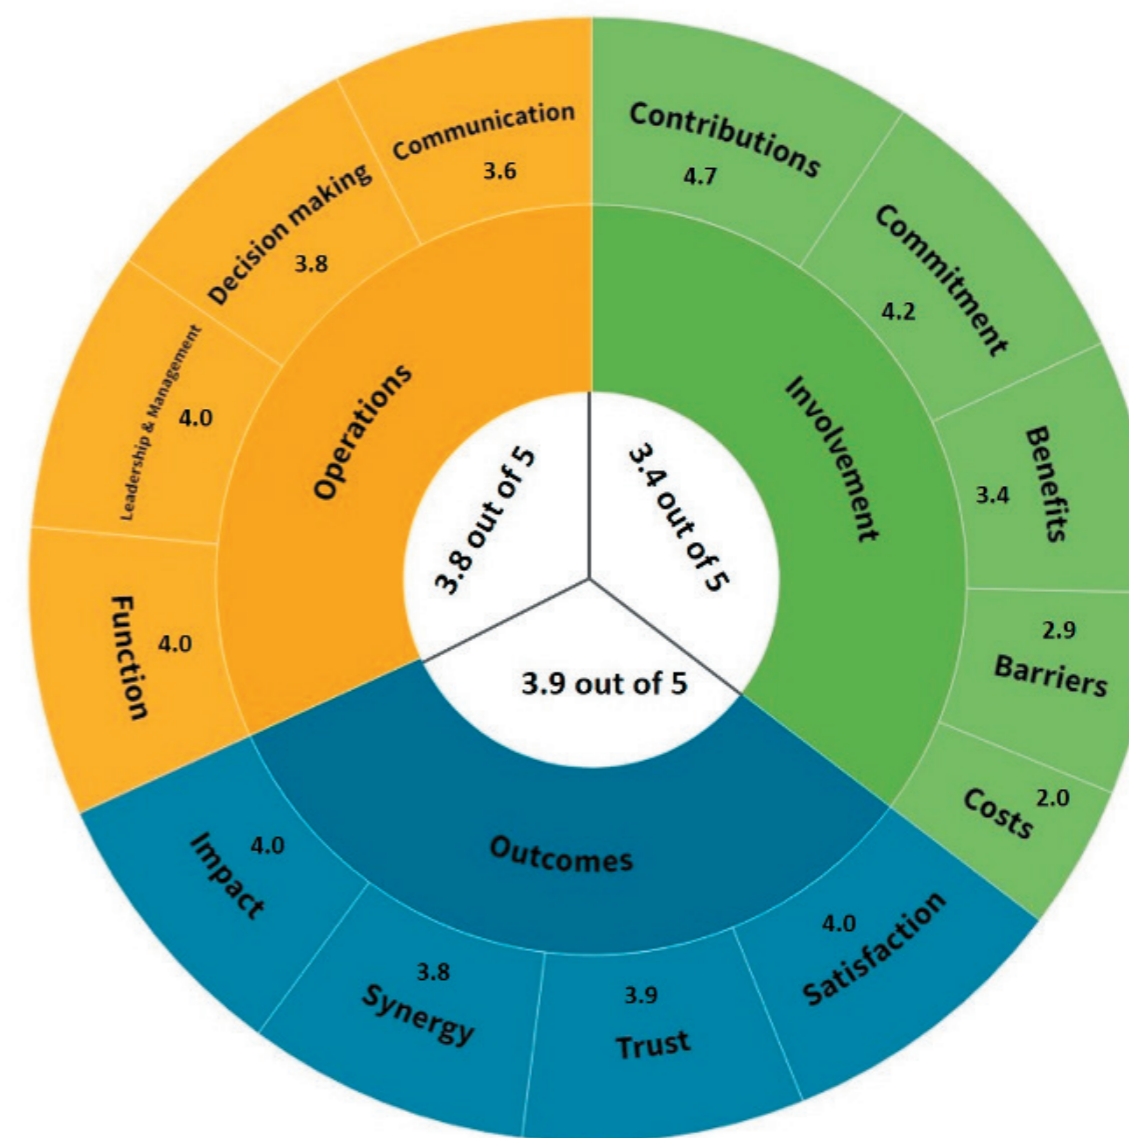 Communication
3.6
Decision making
3.8
Leadership & Management
4.0
Function
4.0
Operations
3.8 out of 5
Contributions
4.7
Commitment
4.2
Benefits
3.4
2.9
Barriers
2.0
Costs
Involvement
3.4 out of 5
3.9 out of 5
Outcomes
4.0
Impact
3.8
Synergy
3.9
Trust
4.0
Satisfaction